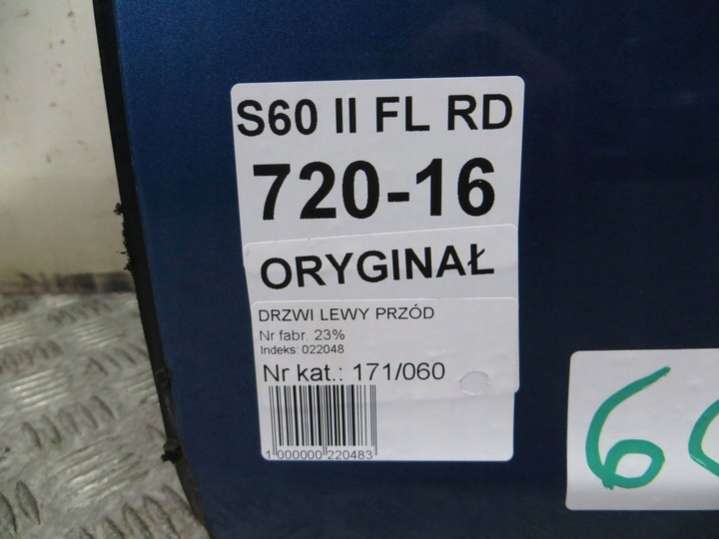 S60 II FL RD
720-16
ORYGINAŁ
DRZWI LEWY PRZÓD
Nr fabr. 23%
Indeks: 022048
Nr kat.: 171/060
1 000000 220483
6